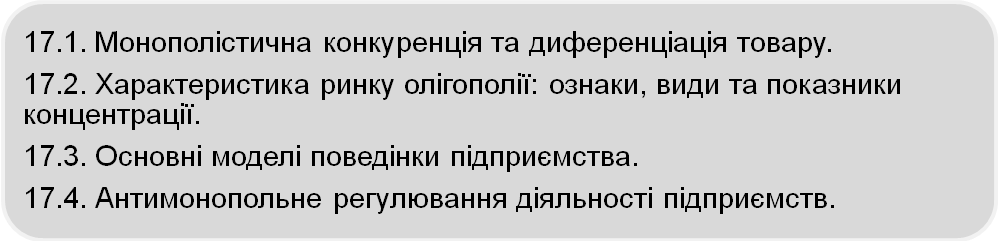 17.1. Монополістична конкуренція та диференціація товару.
17.2. Характеристика ринку олігополії: ознаки, види та показники
концентрації.
17.3. Основні моделі поведінки підприємства.
17.4. Антимонопольне регулювання діяльності підприємств.